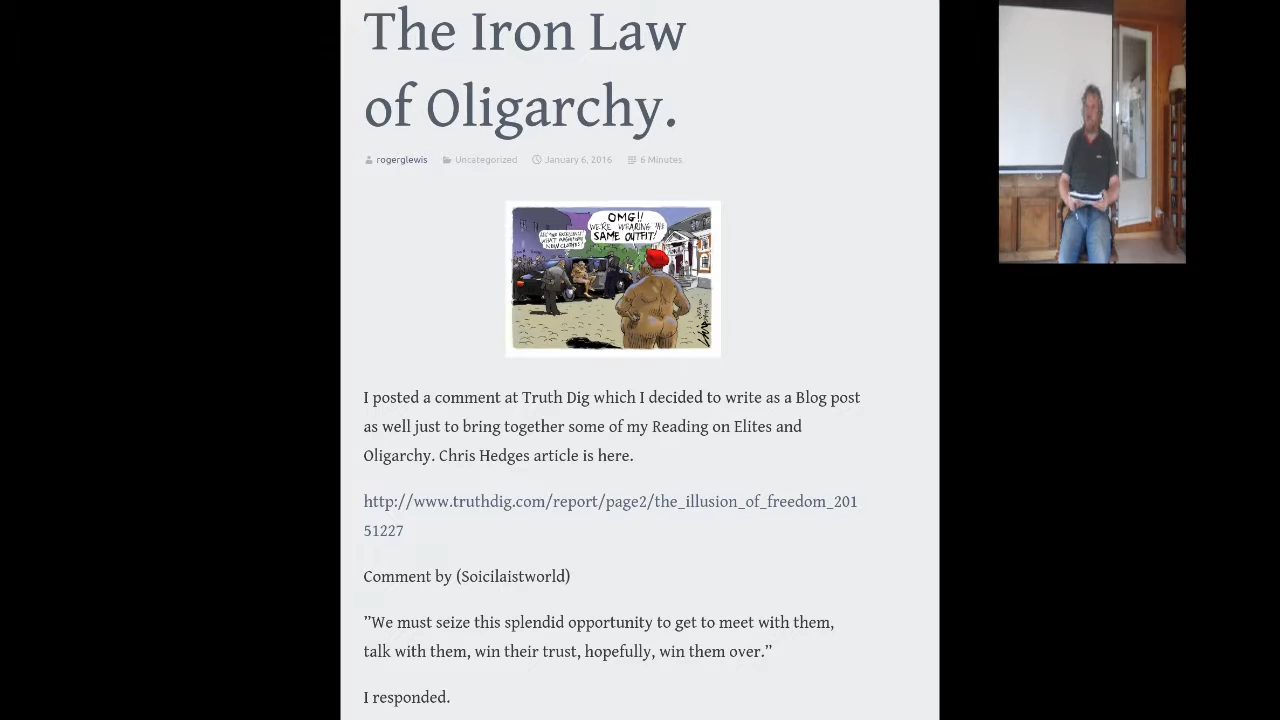 The Iron Law
of Oligarchy.
rogerglewis Uncategorized January 6, 2016 6 Minutes
OMG!!
WE'RE WEARING THE
SAME OUTFIT!
NEW CLOTHES!
I posted a comment at Truth Dig which I decided to write as a Blog post
as well just to bring together some of my Reading on Elites and
Oligarchy. Chris Hedges article is here.
http://www.truthdig.com/report/page2/the_illusion_of_freedom_201
51227
Comment by (Soicilaistworld)
”We must seize this splendid opportunity to get to meet with them,
talk with them, win their trust, hopefully, win them over.”
I responded.